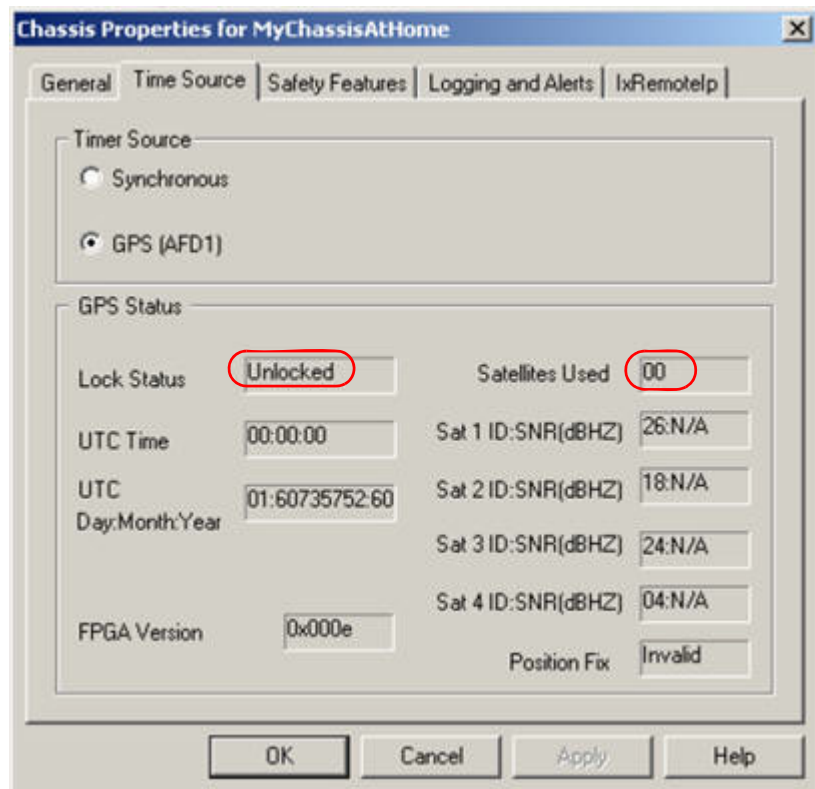 Chassis Properties for MyChassisAtHome
General Time Source Safety Features Logging and Alerts IxRemoteIp
Timer Source
Synchronous
GPS (AFD1)
GPS Status
Lock Status Unlocked
Satellites Used 00
UTC Time 00:00:00
Sat 1 ID:SNR(dBHZ) 26:N/A
UTC
Day:Month:Year 01:60735752:60
Sat 2 ID:SNR(dBHZ) 18:N/A
Sat 3 ID:SNR(dBHZ) 24:N/A
Sat 4 ID:SNR(dBHZ) 04:N/A
FPGA Version 0x000e
Position Fix Invalid
OK Cancel Apply Help